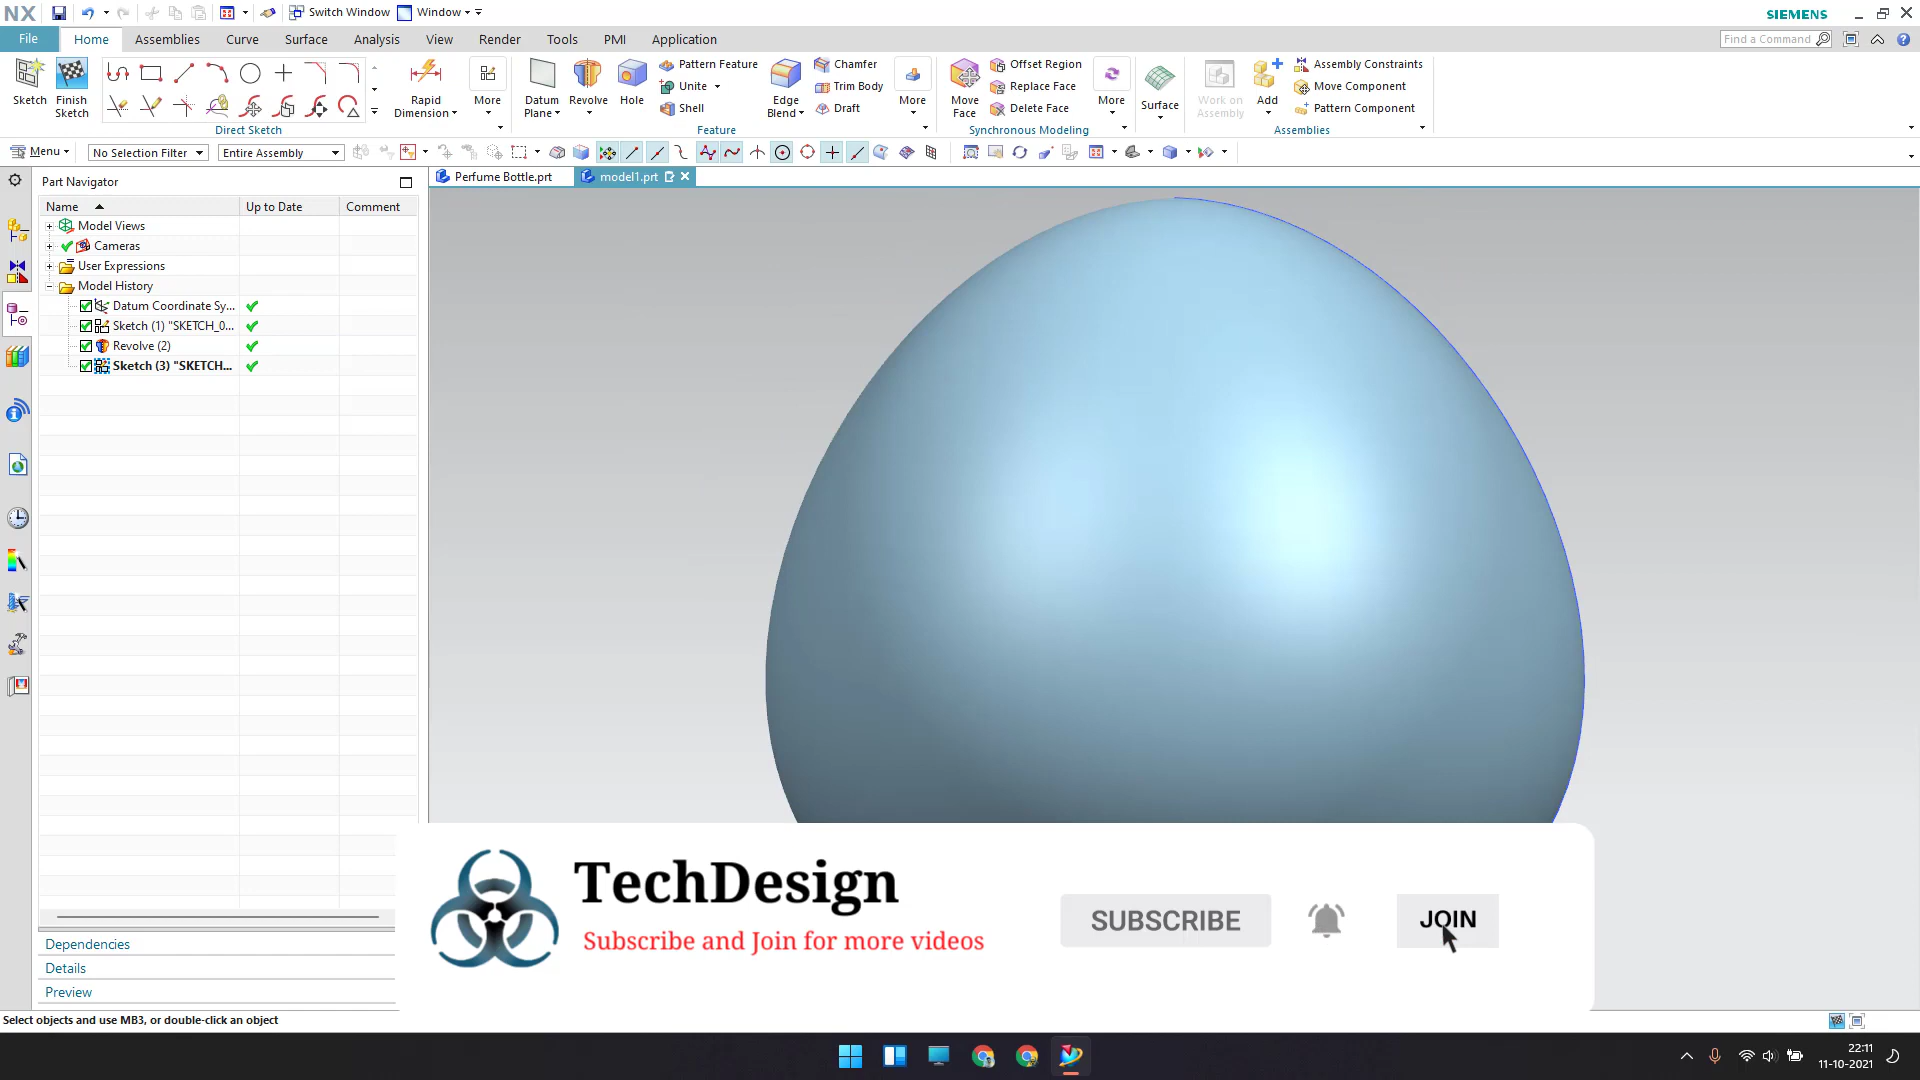 NX
Switch Window
Window
SIEMENS
File
Home
Assemblies
Curve
Surface
Analysis
View
Render
Tools
PMI
Application
Find a Command
Sketch
Finish
Sketch
Rapid
Dimension
More
Direct Sketch
Datum
Plane
Revolve
Hole
Pattern Feature
Unite
Shell
Edge
Blend
Chamfer
Trim Body
Draft
More
Feature
Move
Face
Offset Region
Replace Face
Delete Face
More
Synchronous Modeling
Surface
Work on
Assembly
Add
Assembly Constraints
Move Component
Pattern Component
Assemblies
Menu
No Selection Filter
Entire Assembly
Part Navigator
Perfume Bottle.prt
model1.prt
Name
Up to Date
Comment
Model Views
Cameras
User Expressions
Model History
Datum Coordinate Sy...
Sketch (1) "SKETCH_0...
Revolve (2)
Sketch (3) "SKETCH...
Dependencies
Details
Preview
TechDesign
Subscribe and Join for more videos
SUBSCRIBE
JOIN
Select objects and use MB3, or double-click an object
22:11
11-10-2021